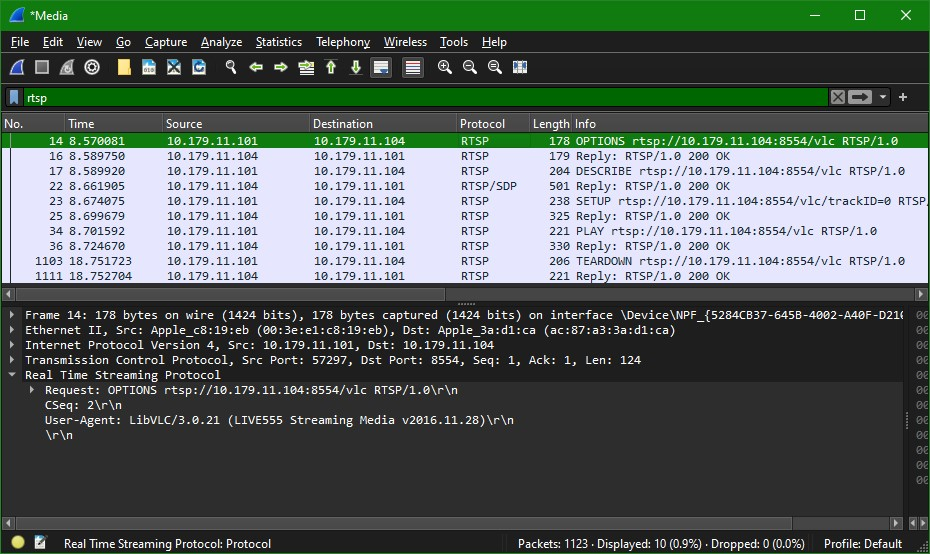 *Media
File Edit View Go Capture Analyze Statistics Telephony Wireless Tools Help
rtsp
No. Time Source Destination Protocol Length Info
14 8.570081 10.179.11.101 10.179.11.104 RTSP 178 OPTIONS rtsp://10.179.11.104:8554/vlc RTSP/1.0
16 8.589750 10.179.11.104 10.179.11.101 RTSP 179 Reply: RTSP/1.0 200 OK
17 8.589920 10.179.11.101 10.179.11.104 RTSP 204 DESCRIBE rtsp://10.179.11.104:8554/vlc RTSP/1.0
22 8.661905 10.179.11.104 10.179.11.101 RTSP/SDP 501 Reply: RTSP/1.0 200 OK
23 8.674075 10.179.11.101 10.179.11.104 RTSP 238 SETUP rtsp://10.179.11.104:8554/vlc/trackID=0 RTSP
25 8.699679 10.179.11.104 10.179.11.101 RTSP 325 Reply: RTSP/1.0 200 OK
34 8.701592 10.179.11.101 10.179.11.104 RTSP 221 PLAY rtsp://10.179.11.104:8554/vlc RTSP/1.0
36 8.724670 10.179.11.104 10.179.11.101 RTSP 330 Reply: RTSP/1.0 200 OK
1103 18.751723 10.179.11.101 10.179.11.104 RTSP 206 TEARDOWN rtsp://10.179.11.104:8554/vlc RTSP/1.0
1111 18.752704 10.179.11.104 10.179.11.101 RTSP 221 Reply: RTSP/1.0 200 OK
Frame 14: 178 bytes on wire (1424 bits), 178 bytes captured (1424 bits) on interface \Device\NPF_{5284CB37-645B-4002-A40F-D210
Ethernet II, Src: Apple_c8:19:eb (00:3e:e1:c8:19:eb), Dst: Apple_3a:d1:ca (ac:87:a3:3a:d1:ca)
Internet Protocol Version 4, Src: 10.179.11.101, Dst: 10.179.11.104
Transmission Control Protocol, Src Port: 57297, Dst Port: 8554, Seq: 1, Ack: 1, Len: 124
Real Time Streaming Protocol
Request: OPTIONS rtsp://10.179.11.104:8554/vlc RTSP/1.0\r\n
CSeq: 2\r\n
User-Agent: LibVLC/3.0.21 (LIVE555 Streaming Media v2016.11.28)\r\n
\r\n
Real Time Streaming Protocol: Protocol
Packets: 1123 · Displayed: 10 (0.9%) · Dropped: 0 (0.0%)
Profile: Default